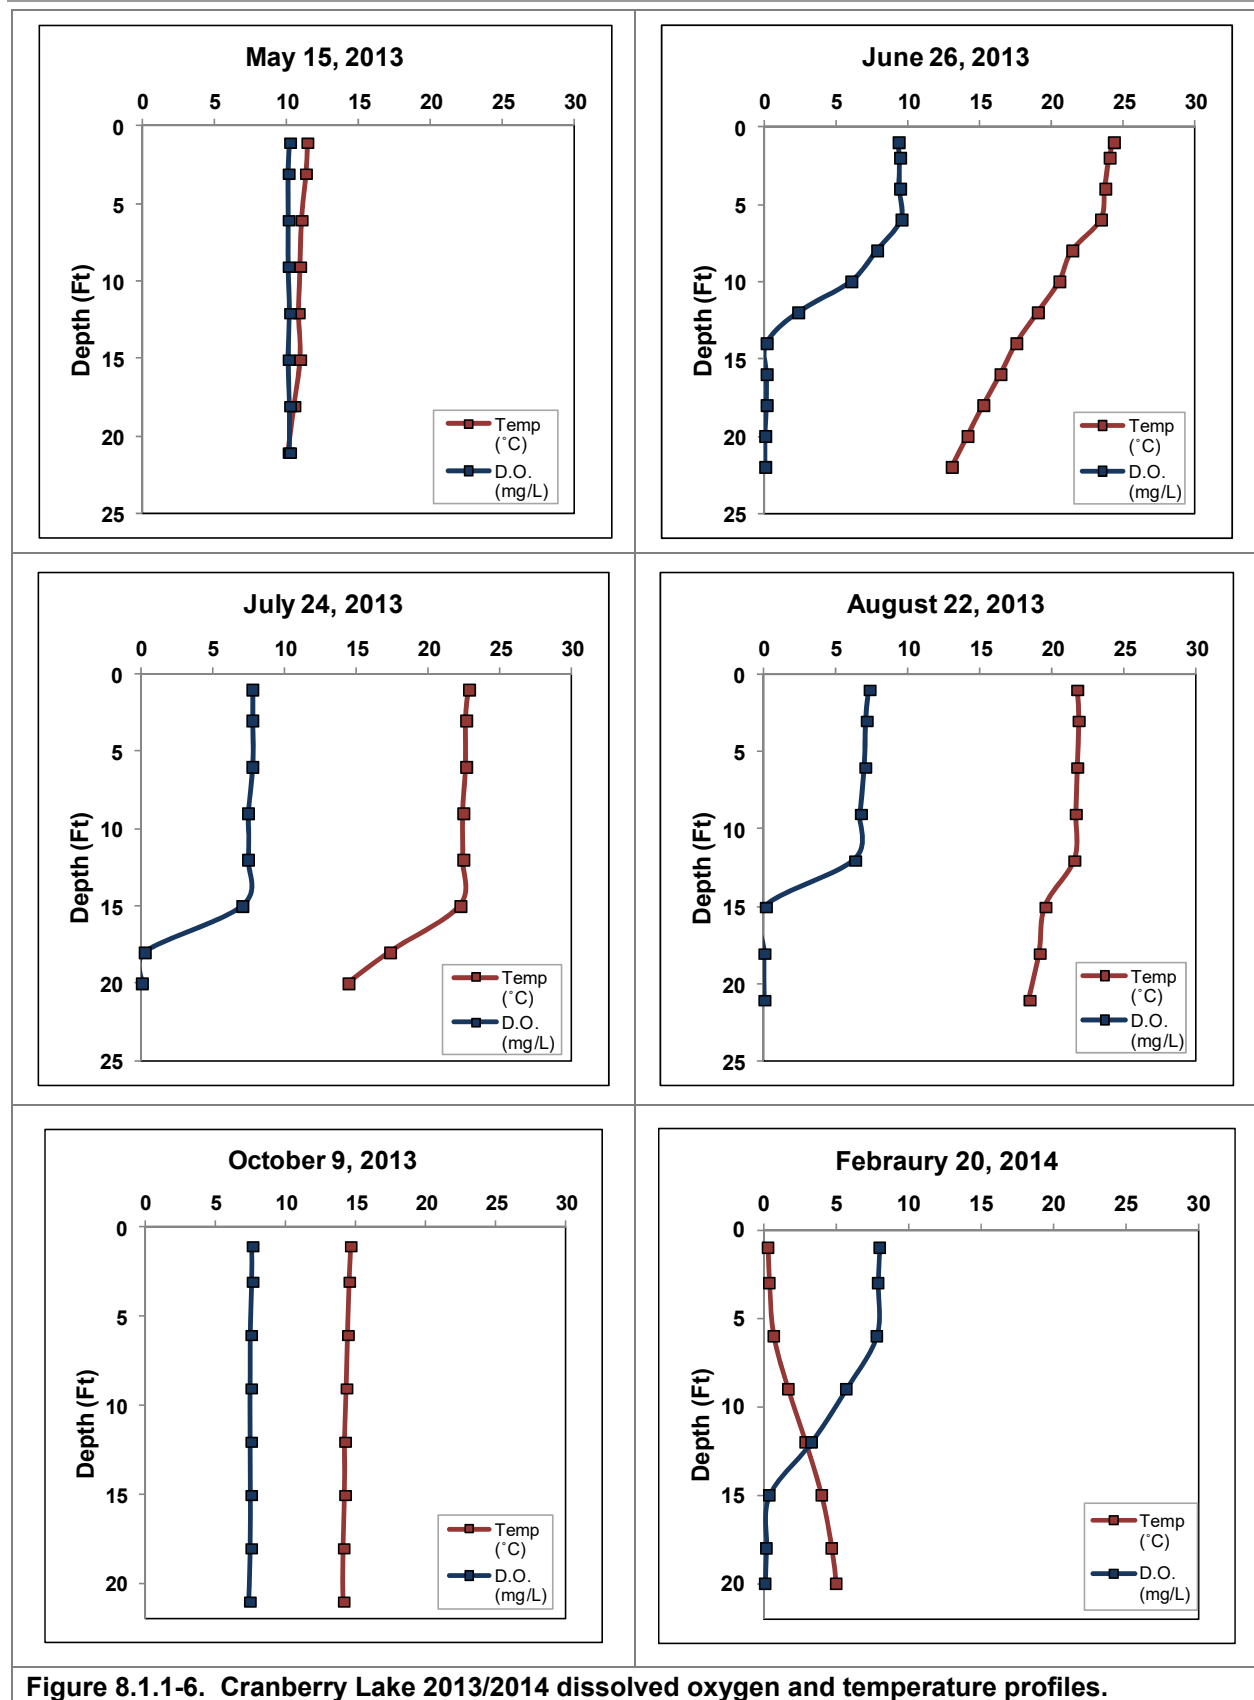 May 15, 2013
0 5 10 15 20 25 30
0
5
10
15
20
25
Depth (Ft)
Temp
(˚C)
D.O.
(mg/L)
June 26, 2013
0 5 10 15 20 25 30
0
5
10
15
20
25
Depth (Ft)
Temp
(˚C)
D.O.
(mg/L)
July 24, 2013
0 5 10 15 20 25 30
0
5
10
15
20
25
Depth (Ft)
Temp
(˚C)
D.O.
(mg/L)
August 22, 2013
0 5 10 15 20 25 30
0
5
10
15
20
25
Depth (Ft)
Temp
(˚C)
D.O.
(mg/L)
October 9, 2013
0 5 10 15 20 25 30
0
5
10
15
20
Depth (Ft)
Temp
(˚C)
D.O.
(mg/L)
Febraury 20, 2014
0 5 10 15 20 25 30
0
5
10
15
20
Depth (Ft)
Temp
(˚C)
D.O.
(mg/L)
Figure 8.1.1-6. Cranberry Lake 2013/2014 dissolved oxygen and temperature profiles.